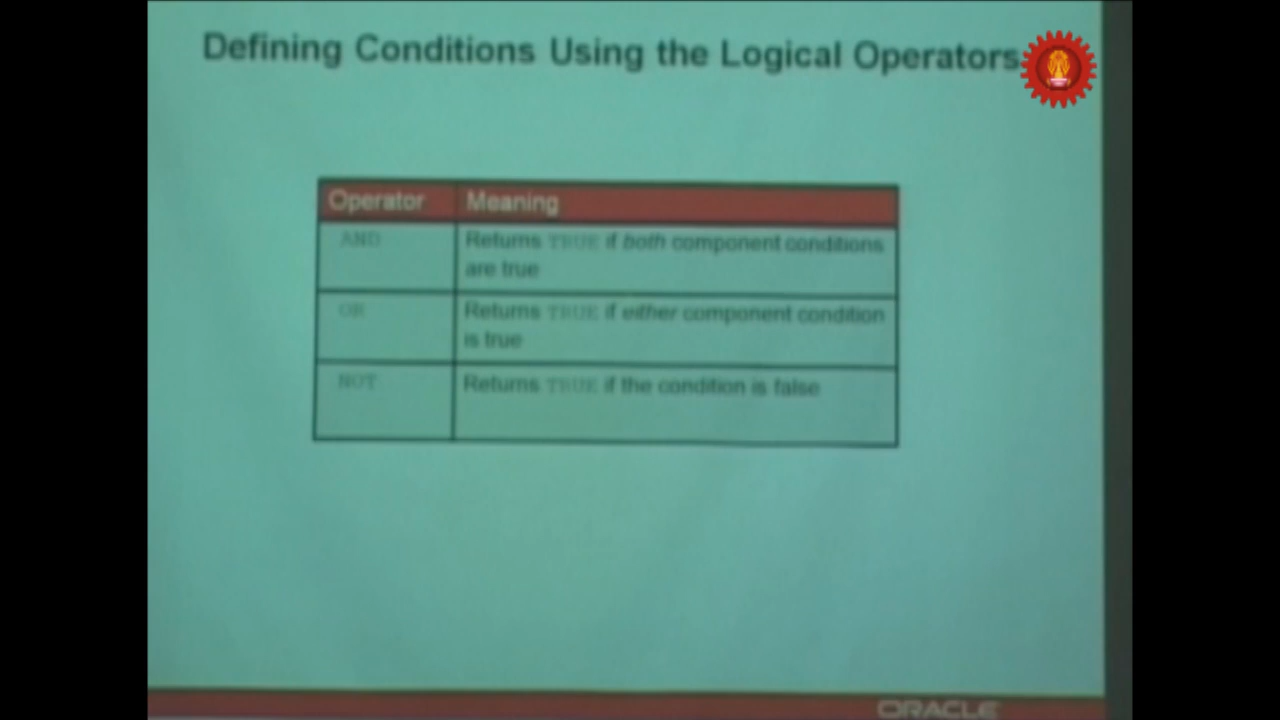 Defining Conditions Using the Logical Operators
Operator Meaning
AND Returns TRUE if both component conditions
are true
OR Returns TRUE if either component condition
is true
NOT Returns TRUE if the condition is false
ORACLE